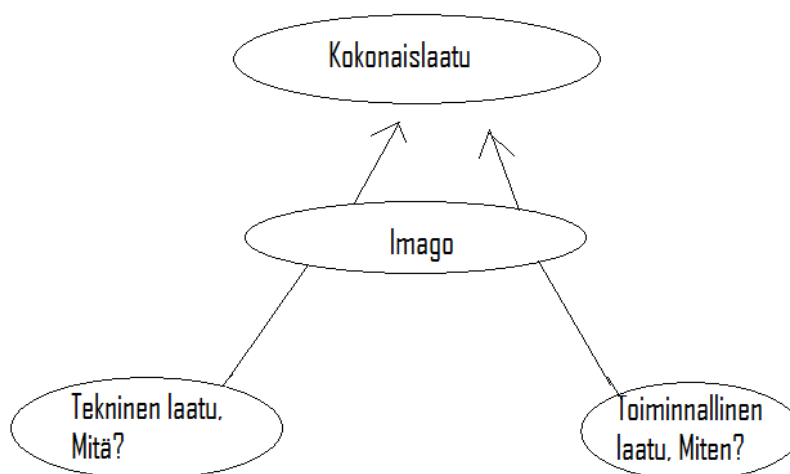 Kokonaislaatu
Imago
Tekninen laatu,
Mitä?
Toiminnallinen
laatu, Miten?